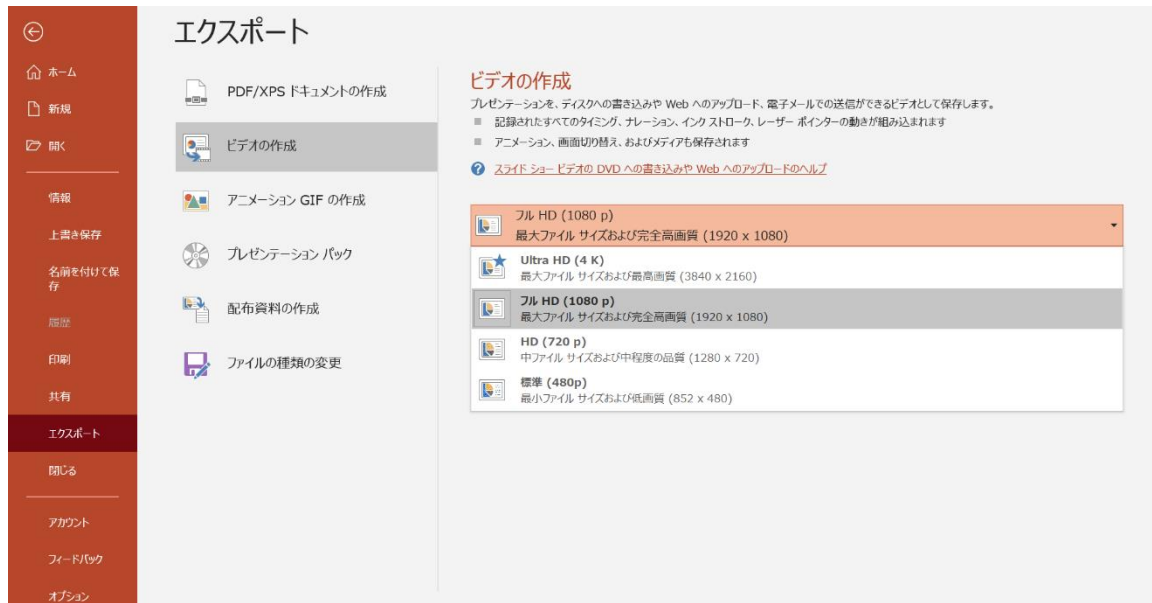 エクスポート
ホーム
新規
開く
情報
上書き保存
名前を付けて保
存
履歴
印刷
共有
エクスポート
閉じる
アカウント
フィードバック
オプション
PDF/XPS ドキュメントの作成
ビデオの作成
アニメーション GIF の作成
プレゼンテーション パック
配布資料の作成
ファイルの種類の変更
ビデオの作成
プレゼンテーションを、ディスクへの書き込みや Web へのアップロード、電子メールでの送信ができるビデオとして保存します。
記録されたすべてのタイミング、ナレーション、インク ストローク、レーザー ポインターの動きが組み込まれます
アニメーション、画面切り替え、およびメディアも保存されます
スライド ショー ビデオの DVD への書き込みや Web へのアップロードのヘルプ
フル HD (1080 p)
最大ファイル サイズおよび完全高画質 (1920 x 1080)
Ultra HD (4 K)
最大ファイル サイズおよび最高画質 (3840 x 2160)
フル HD (1080 p)
最大ファイル サイズおよび完全高画質 (1920 x 1080)
HD (720 p)
中ファイル サイズおよび中程度の品質 (1280 x 720)
標準 (480p)
最小ファイル サイズおよび低画質 (852 x 480)